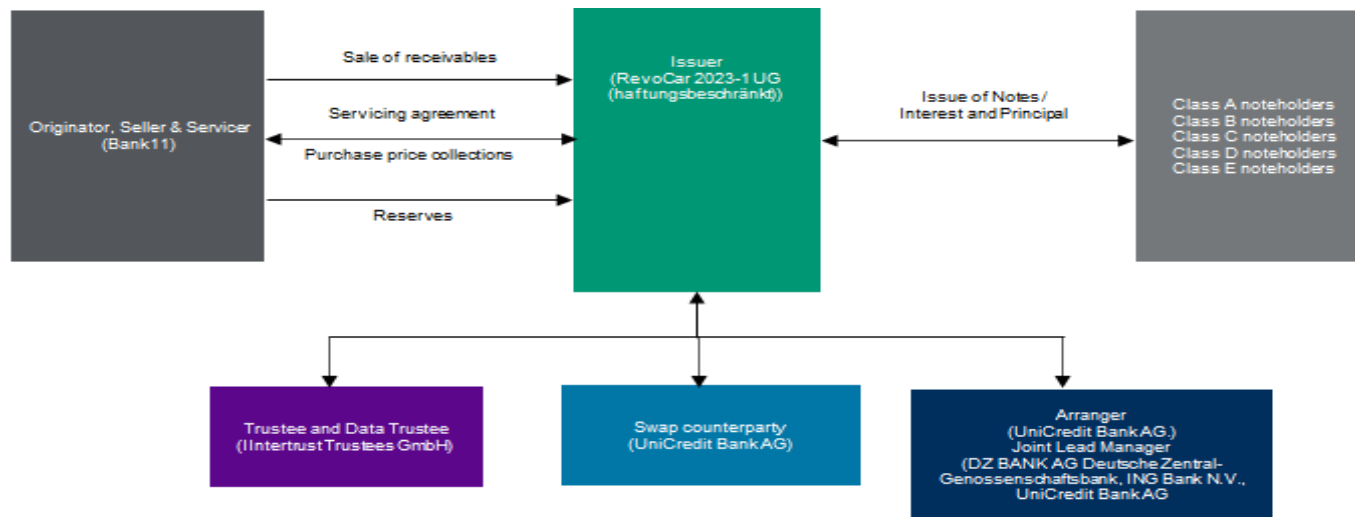 Originator, Seller & Servicer
(Bank11)
Sale of receivables
Servicing agreement
Purchase price collections
Reserves
Issuer
(RevoCar 2023-1 UG
(haftungsbeschränkt))
Issue of Notes /
Interest and Principal
Class A noteholders
Class B noteholders
Class C noteholders
Class D noteholders
Class E noteholders
Trustee and Data Trustee
(IIntertrust Trustees GmbH)
Swap counterparty
(UniCredit Bank AG)
Arranger
(UniCredit Bank AG.)
Joint Lead Manager
(DZ BANK AG Deutsche Zentral-
Genossenschaftsbank, ING Bank N.V.,
UniCredit Bank AG